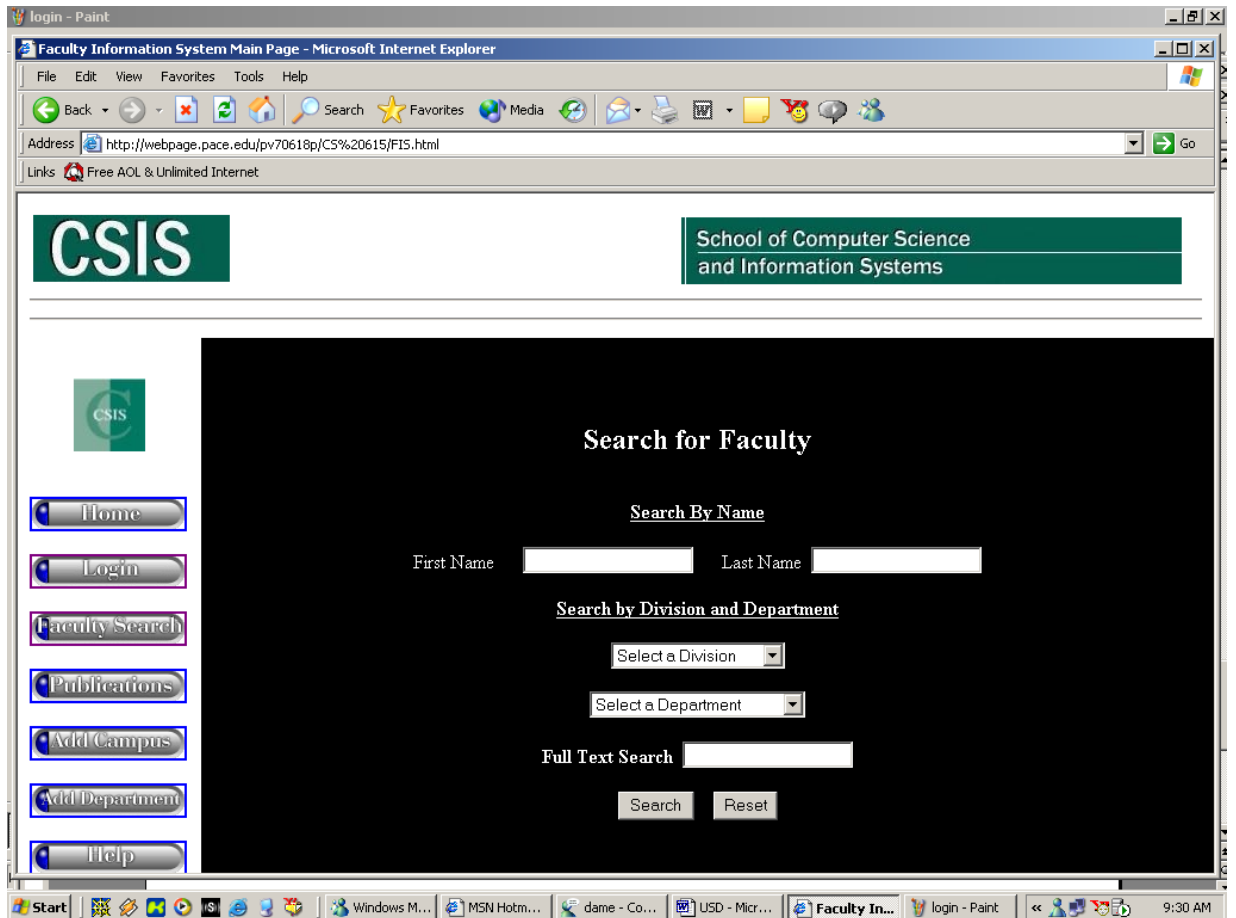 login - Paint
Faculty Information System Main Page - Microsoft Internet Explorer
File Edit View Favorites Tools Help
Back Search Favorites Media
Address http://webpage.pace.edu/pv70618p/CS%20615/FIS.html Go
Links Free AOL & Unlimited Internet
CSIS
School of Computer Science
and Information Systems
CSIS
Search for Faculty
Home
Search By Name
Login
First Name Last Name
Search by Division and Department
Faculty Search
Select a Division
Publications
Select a Department
Add Campus
Full Text Search
Add Department
Search Reset
Help
Start Windows M... MSN Hotm... dame - Co... USD - Micr... Faculty In... login - Paint « 9:30 AM